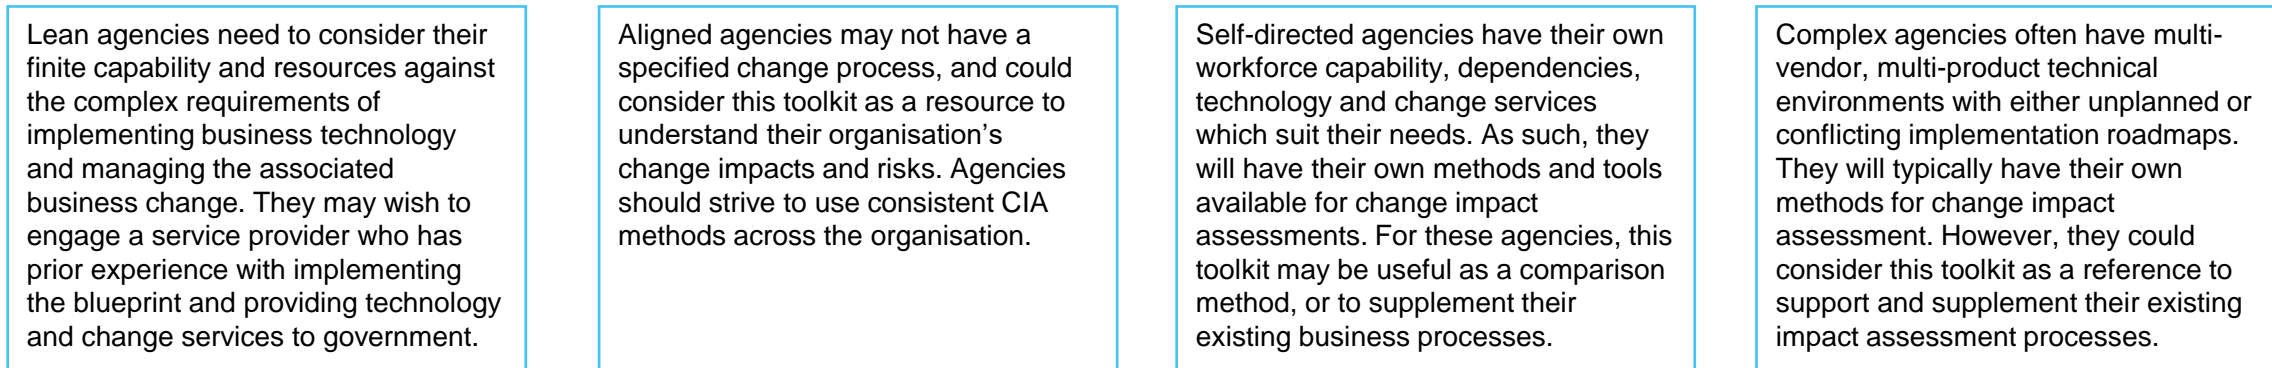 Lean agencies need to consider their
finite capability and resources against
the complex requirements of
implementing business technology
and managing the associated
business change. They may wish to
engage a service provider who has
prior experience with implementing
the blueprint and providing technology
and change services to government.
Aligned agencies may not have a
specified change process, and could
consider this toolkit as a resource to
understand their organisation’s
change impacts and risks. Agencies
should strive to use consistent CIA
methods across the organisation.
Self-directed agencies have their own
workforce capability, dependencies,
technology and change services
which suit their needs. As such, they
will have their own methods and tools
available for change impact
assessments. For these agencies, this
toolkit may be useful as a comparison
method, or to supplement their
existing business processes.
Complex agencies often have multi-
vendor, multi-product technical
environments with either unplanned or
conflicting implementation roadmaps.
They will typically have their own
methods for change impact
assessment. However, they could
consider this toolkit as a reference to
support and supplement their existing
impact assessment processes.